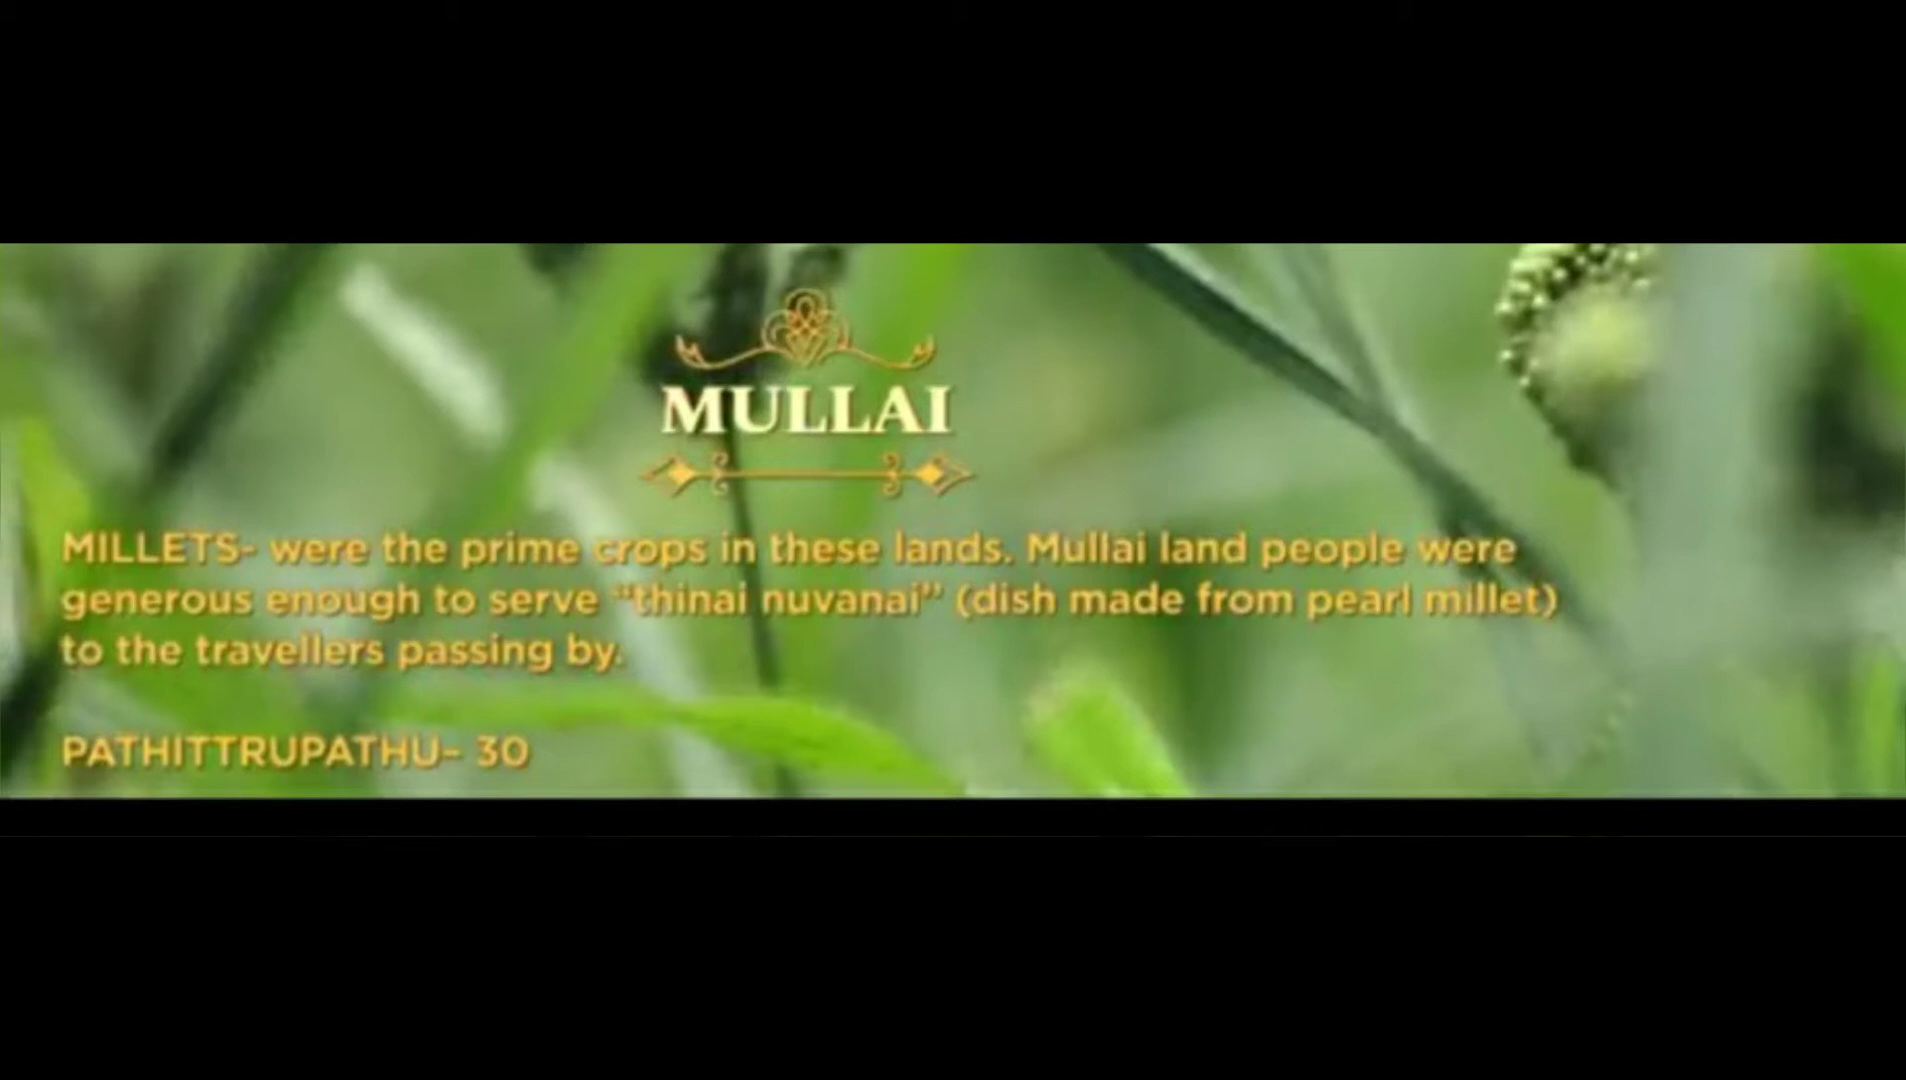 MULLAI
MILLETS- were the prime crops in these lands. Mullai land people were
generous enough to serve "thinai nuvanai" (dish made from pearl millet)
to the travellers passing by.
PATHITTRUPATHU- 30